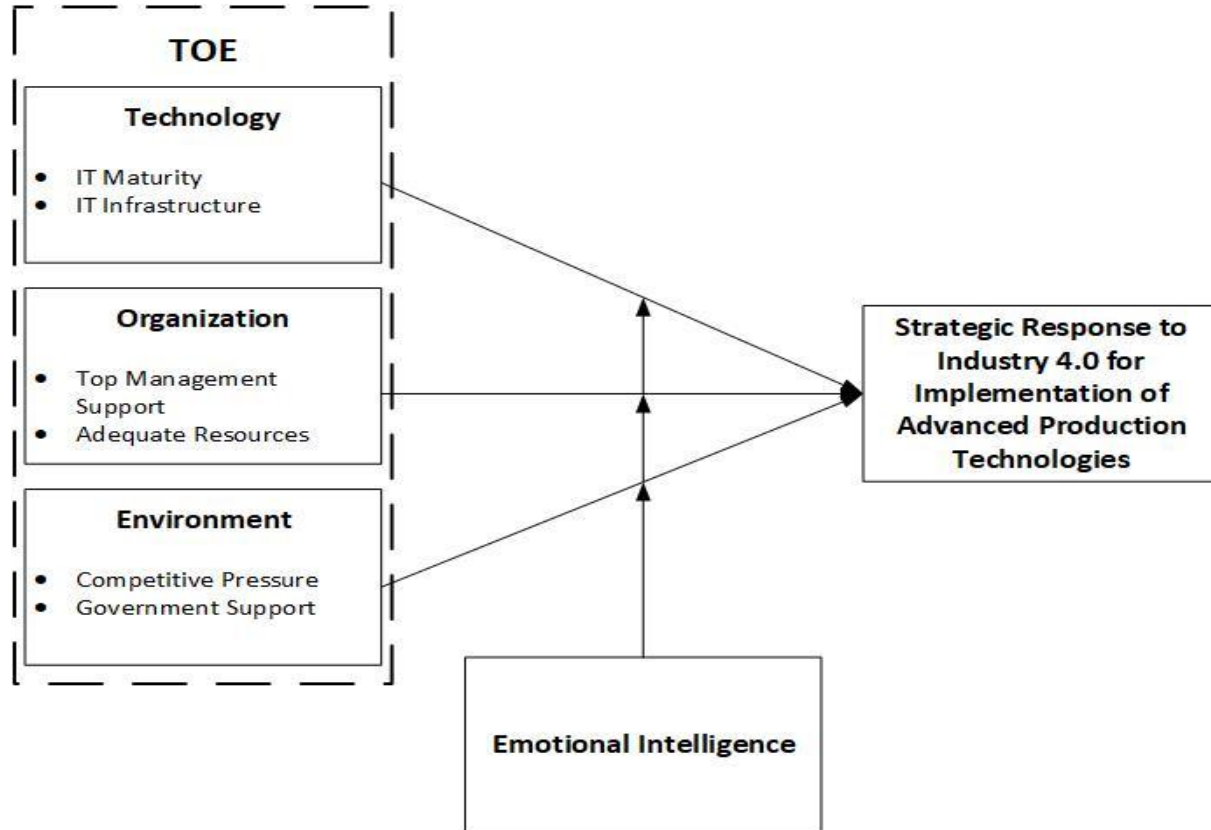 TOE
Technology
• IT Maturity
• IT Infrastructure
Organization
• Top Management
Support
• Adequate Resources
Environment
• Competitive Pressure
• Government Support
Strategic Response to
Industry 4.0 for
Implementation of
Advanced Production
Technologies
Emotional Intelligence